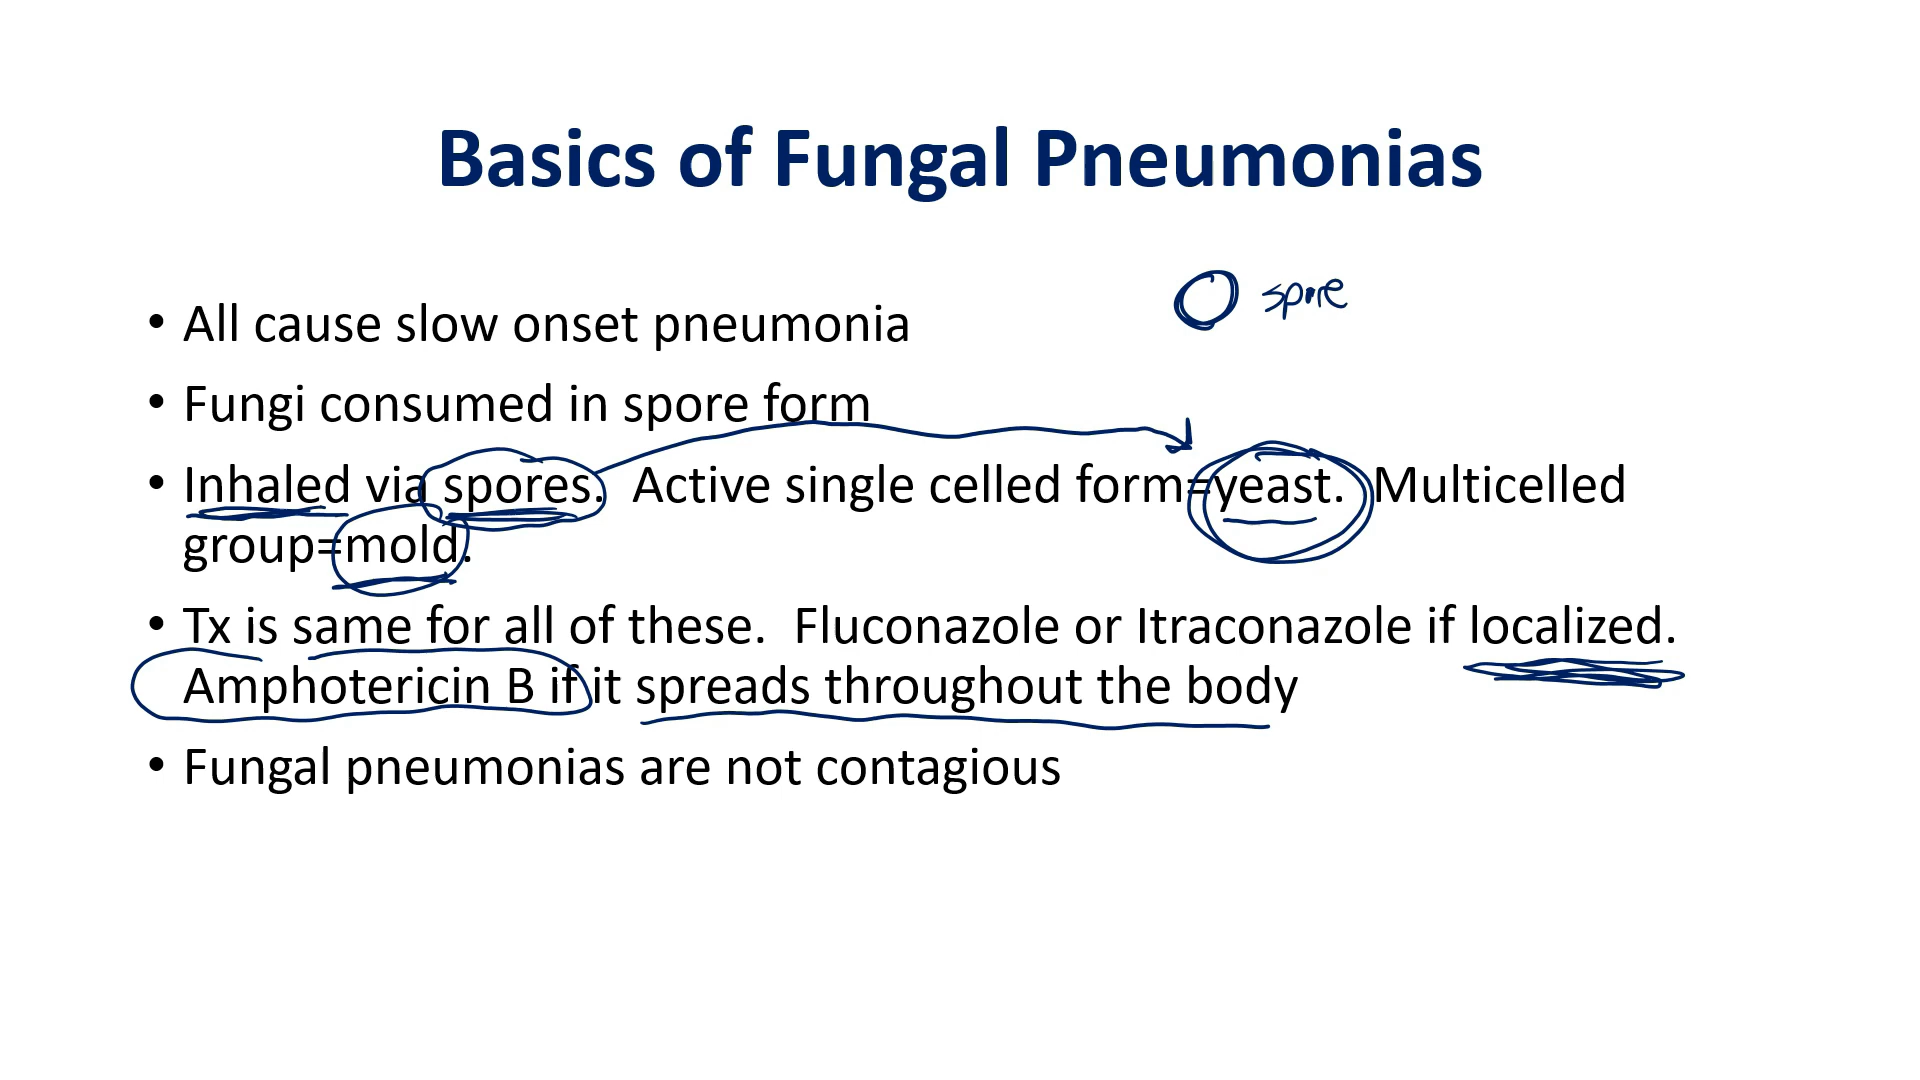 Basics of Fungal Pneumonias
spore
• All cause slow onset pneumonia
• Fungi consumed in spore form
• Inhaled via spores. Active single celled form=yeast. Multicelled
group=mold.
• Tx is same for all of these. Fluconazole or Itraconazole if localized.
Amphotericin B if it spreads throughout the body
• Fungal pneumonias are not contagious